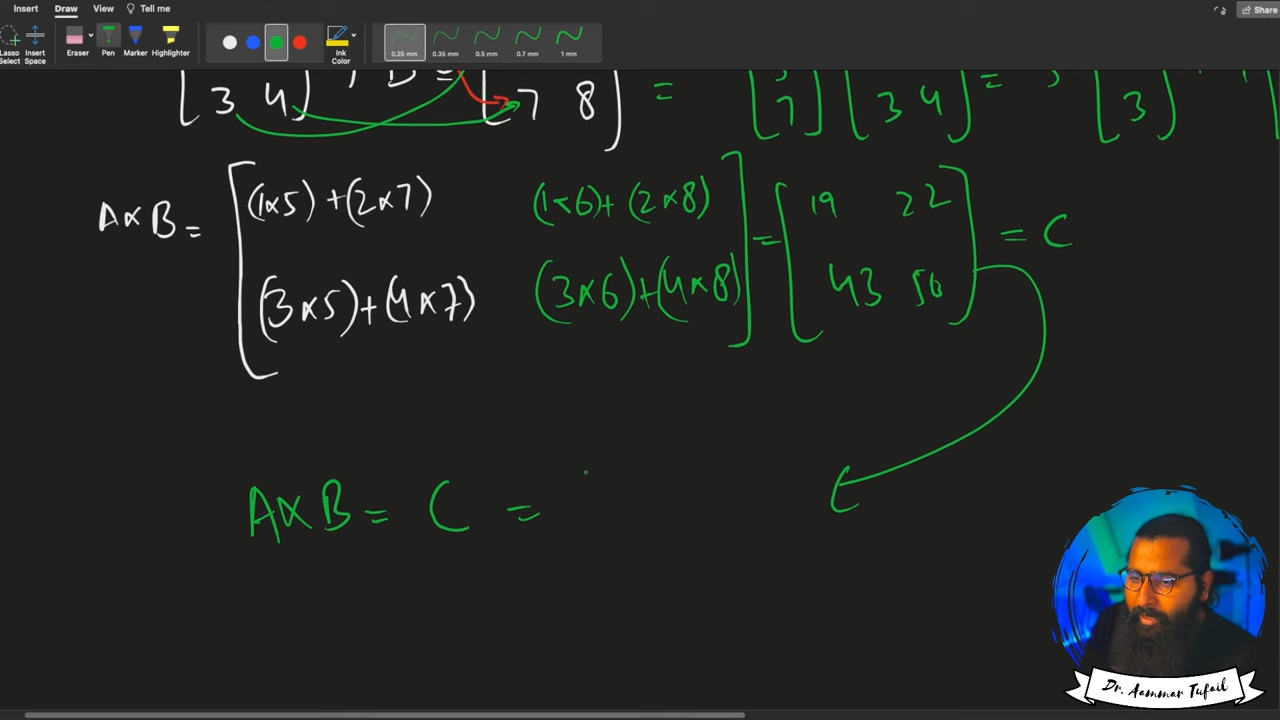 Insert Draw View Tell me Share
Lasso Select Insert Space Eraser Pen Marker Highlighter Ink Color 0.25 mm 0.35 mm 0.5 mm 0.7 mm 1 mm
[3 4] , B = [7 8] = [7] [3 4] = [3]
A×B = [(1×5)+(2×7) (1×6)+(2×8)] = [19 22] = C
[(3×5)+(4×7) (3×6)+(4×8)] [43 50]
A×B = C =
Dr. Aammar Tufail